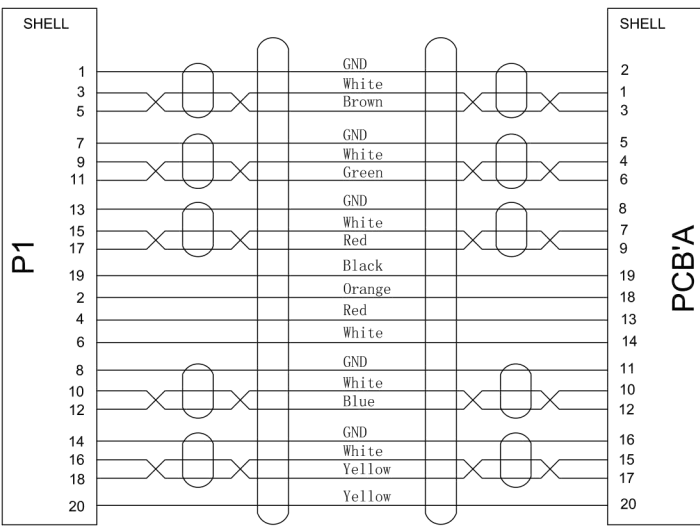 SHELL SHELL
1 GND 2
3 White 1
5 Brown 3
7 GND 5
9 White 4
11 Green 6
13 GND 8
15 White 7
17 Red 9
19 Black 19
2 Orange 18
4 Red 13
6 White 14
8 GND 11
10 White 10
12 Blue 12
14 GND 16
16 White 15
18 Yellow 17
20 Yellow 20
P1
PCB'A